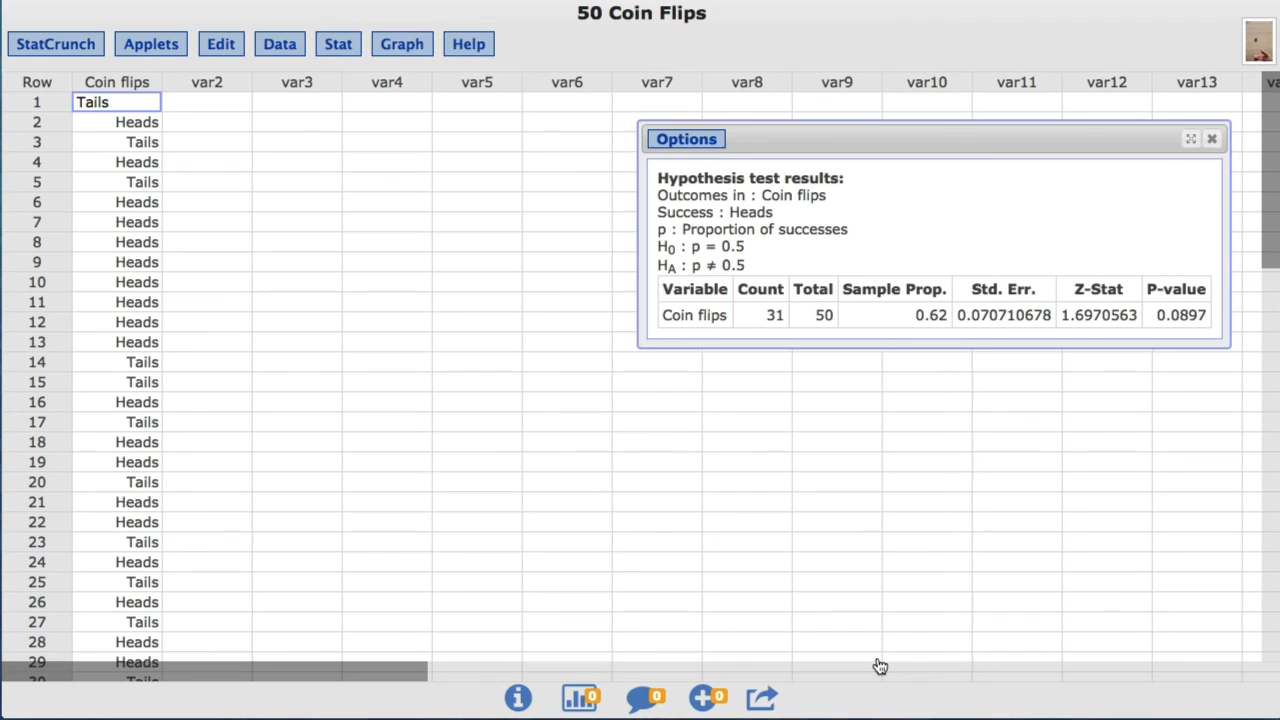 50 Coin Flips
StatCrunch Applets Edit Data Stat Graph Help
Row Coin flips var2 var3 var4 var5 var6 var7 var8 var9 var10 var11 var12 var13
1 Tails
2 Heads
3 Tails
4 Heads
5 Tails
6 Heads
7 Heads
8 Heads
9 Heads
10 Heads
11 Heads
12 Heads
13 Heads
14 Tails
15 Tails
16 Heads
17 Tails
18 Heads
19 Heads
20 Tails
21 Heads
22 Heads
23 Tails
24 Heads
25 Tails
26 Heads
27 Tails
28 Heads
29 Heads
Options
Hypothesis test results:
Outcomes in : Coin flips
Success : Heads
p : Proportion of successes
H₀ : p = 0.5
H_A : p ≠ 0.5
Variable Count Total Sample Prop. Std. Err. Z-Stat P-value
Coin flips 31 50 0.62 0.070710678 1.6970563 0.0897
0 0 0